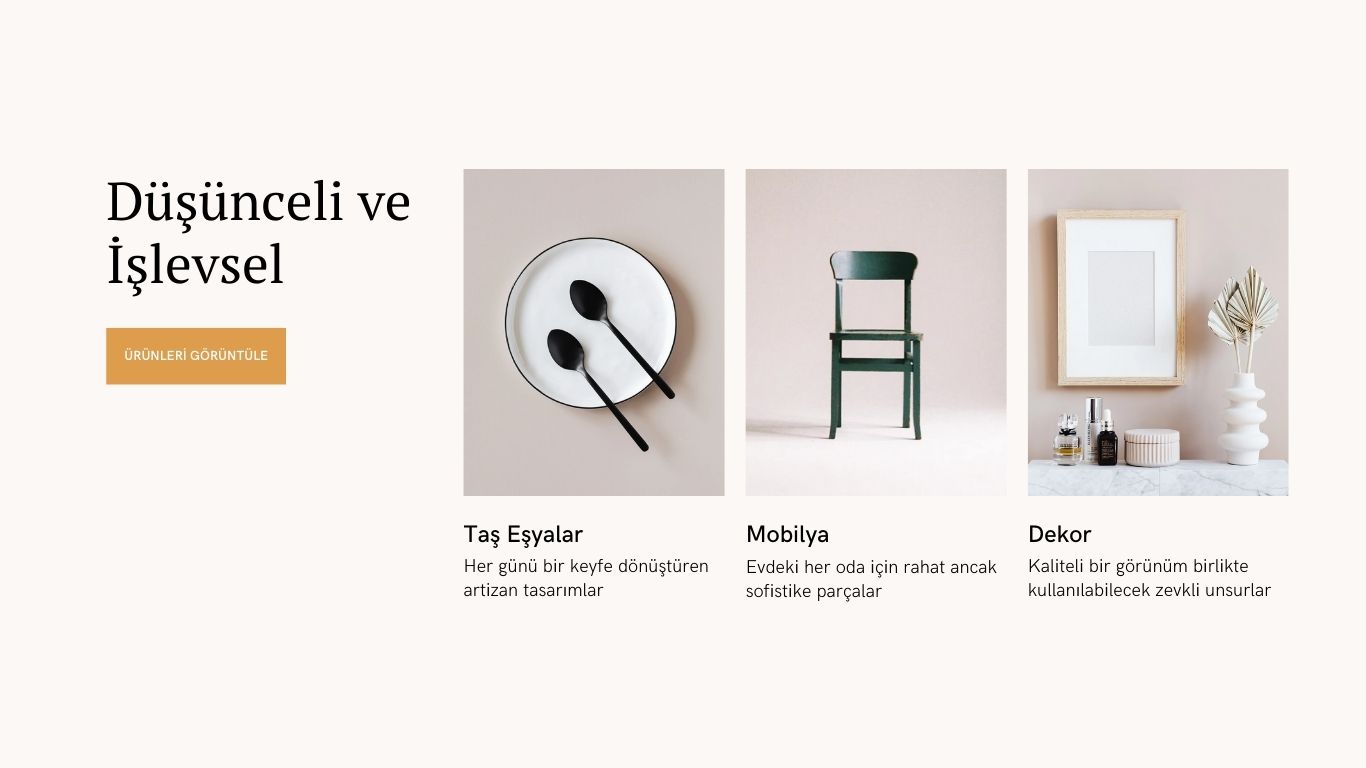 Düşünceli ve
İşlevsel
ÜRÜNLERİ GÖRÜNTÜLE
Taş Eşyalar
Her günü bir keyfe dönüştüren
artizan tasarımlar
Mobilya
Evdeki her oda için rahat ancak
sofistike parçalar
Dekor
Kaliteli bir görünüm birlikte
kullanılabilecek zevkli unsurlar